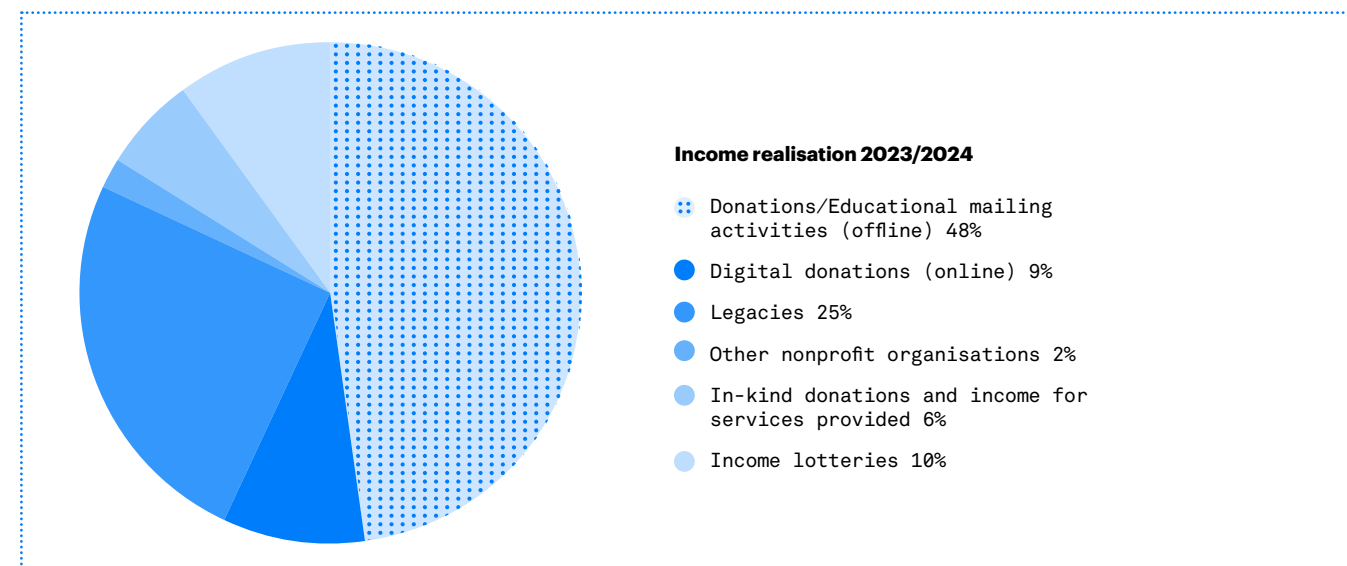 Income realisation 2023/2024
Donations/Educational mailing
activities (offline) 48%
Digital donations (online) 9%
Legacies 25%
Other nonprofit organisations 2%
In-kind donations and income for
services provided 6%
Income lotteries 10%